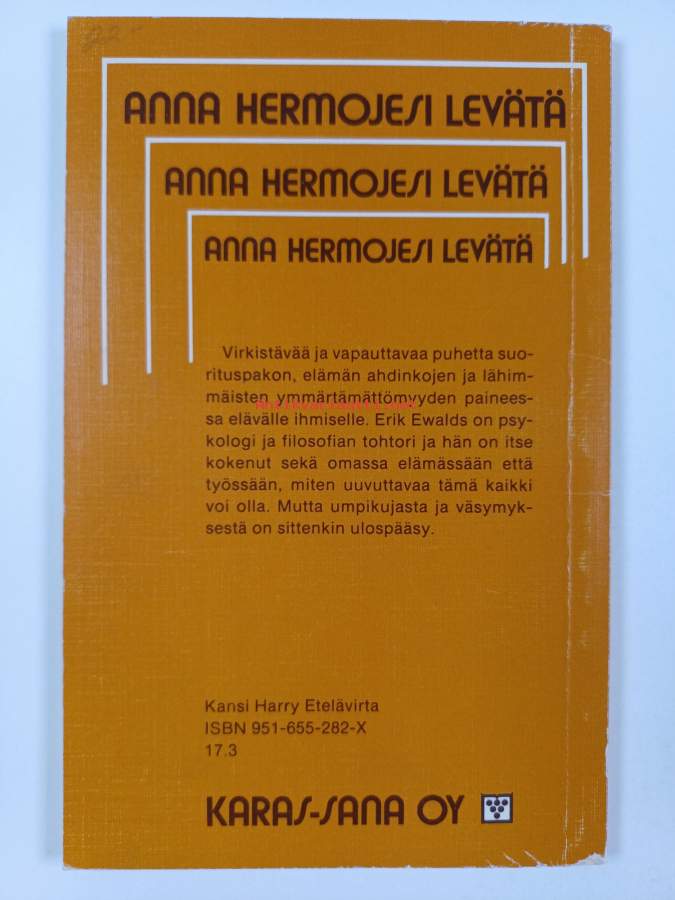 22-
ANNA HERMOJESI LEVÄTÄ
ANNA HERMOJESI LEVÄTÄ
ANNA HERMOJESI LEVÄTÄ
Virkistävää ja vapauttavaa puhetta suo-
rituspakon, elämän ahdinkojen ja lähim-
mäisten ymmärtämättömyyden painees-
sa elävälle ihmiselle. Erik Ewalds on psy-
kologi ja filosofian tohtori ja hän on itse
kokenut sekä omassa elämässään että
työssään, miten uuvuttavaa tämä kaikki
voi olla. Mutta umpikujasta ja väsymyk-
sestä on sittenkin ulospääsy.
Kansi Harry Etelävirta
ISBN 951-655-282-X
17.3
KARAS-SANA OY